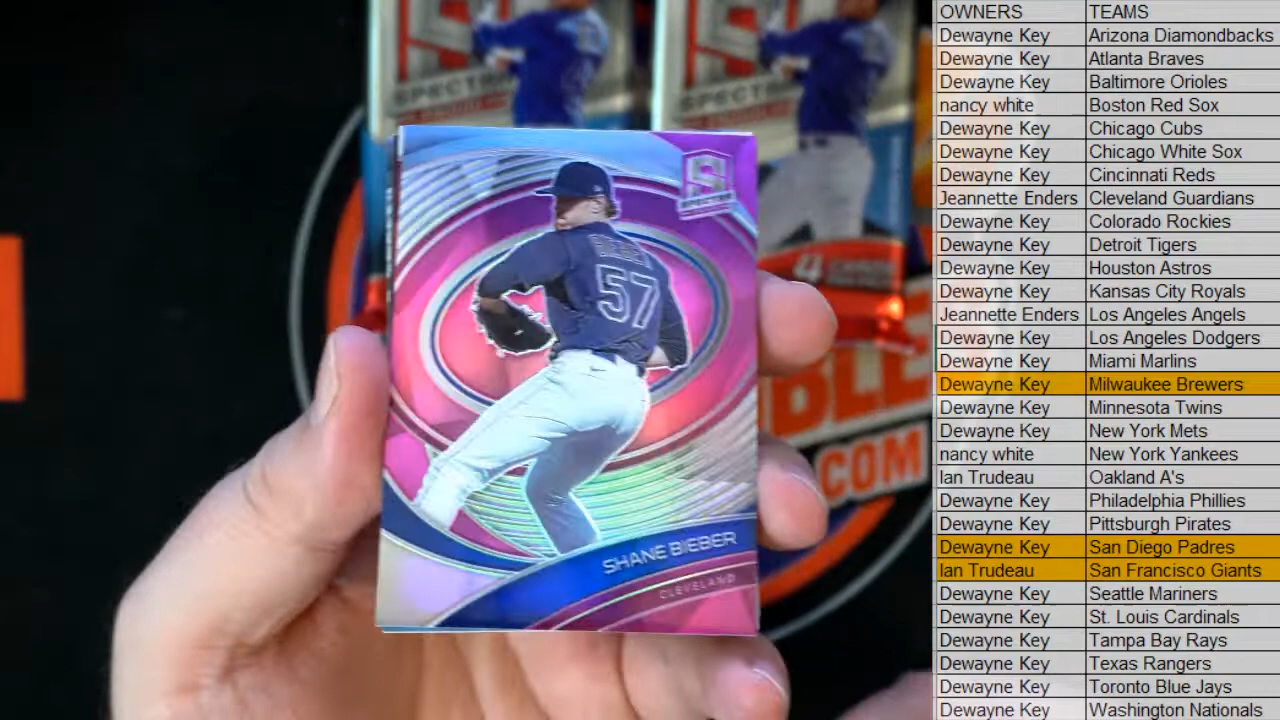 SPECTRA
SPECTRA
SPECTRA
BIEBER
57
SHANE BIEBER
CLEVELAND
4
BLE
.COM
OWNERS TEAMS
Dewayne Key Arizona Diamondbacks
Dewayne Key Atlanta Braves
Dewayne Key Baltimore Orioles
nancy white Boston Red Sox
Dewayne Key Chicago Cubs
Dewayne Key Chicago White Sox
Dewayne Key Cincinnati Reds
Jeannette Enders Cleveland Guardians
Dewayne Key Colorado Rockies
Dewayne Key Detroit Tigers
Dewayne Key Houston Astros
Dewayne Key Kansas City Royals
Jeannette Enders Los Angeles Angels
Dewayne Key Los Angeles Dodgers
Dewayne Key Miami Marlins
Dewayne Key Milwaukee Brewers
Dewayne Key Minnesota Twins
Dewayne Key New York Mets
nancy white New York Yankees
Ian Trudeau Oakland A's
Dewayne Key Philadelphia Phillies
Dewayne Key Pittsburgh Pirates
Dewayne Key San Diego Padres
Ian Trudeau San Francisco Giants
Dewayne Key Seattle Mariners
Dewayne Key St. Louis Cardinals
Dewayne Key Tampa Bay Rays
Dewayne Key Texas Rangers
Dewayne Key Toronto Blue Jays
Dewayne Key Washington Nationals